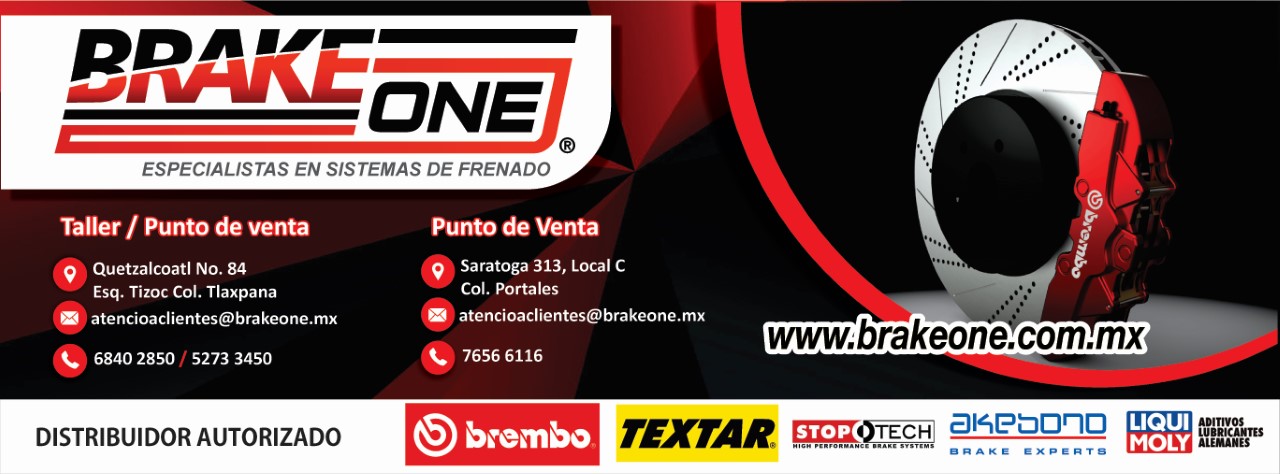 BRAKE
ONE®
ESPECIALISTAS EN SISTEMAS DE FRENADO
Taller / Punto de venta
Quetzalcoatl No. 84
Esq. Tizoc Col. Tlaxpana
atencioaclientes@brakeone.mx
6840 2850 / 5273 3450
Punto de Venta
Saratoga 313, Local C
Col. Portales
atencioaclientes@brakeone.mx
7656 6116
brembo
www.brakeone.com.mx
DISTRIBUIDOR AUTORIZADO
brembo
TEXTAR®
STOPTECH
HIGH PERFORMANCE BRAKE SYSTEMS
akebono
BRAKE EXPERTS
LIQUI
MOLY
ADITIVOS
LUBRICANTES
ALEMANES